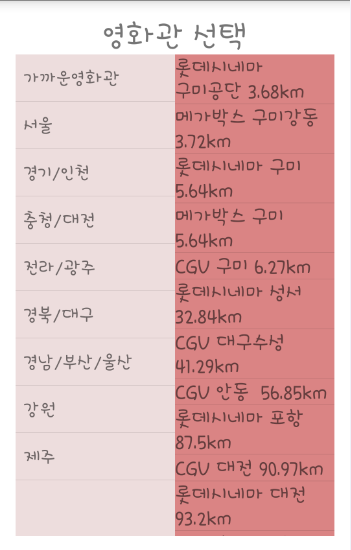 영화관 선택
가까운영화관
서울
경기/인천
충청/대전
전라/광주
경북/대구
경남/부산/울산
강원
제주
롯데시네마
구미공단 3.68km
메가박스 구미강동
3.72km
롯데시네마 구미
5.64km
메가박스 구미
5.64km
CGV 구미 6.27km
롯데시네마 성서
32.84km
CGV 대구수성
41.29km
CGV 안동 56.85km
롯데시네마 포항
87.5km
CGV 대전 90.97km
롯데시네마 대전
93.2km